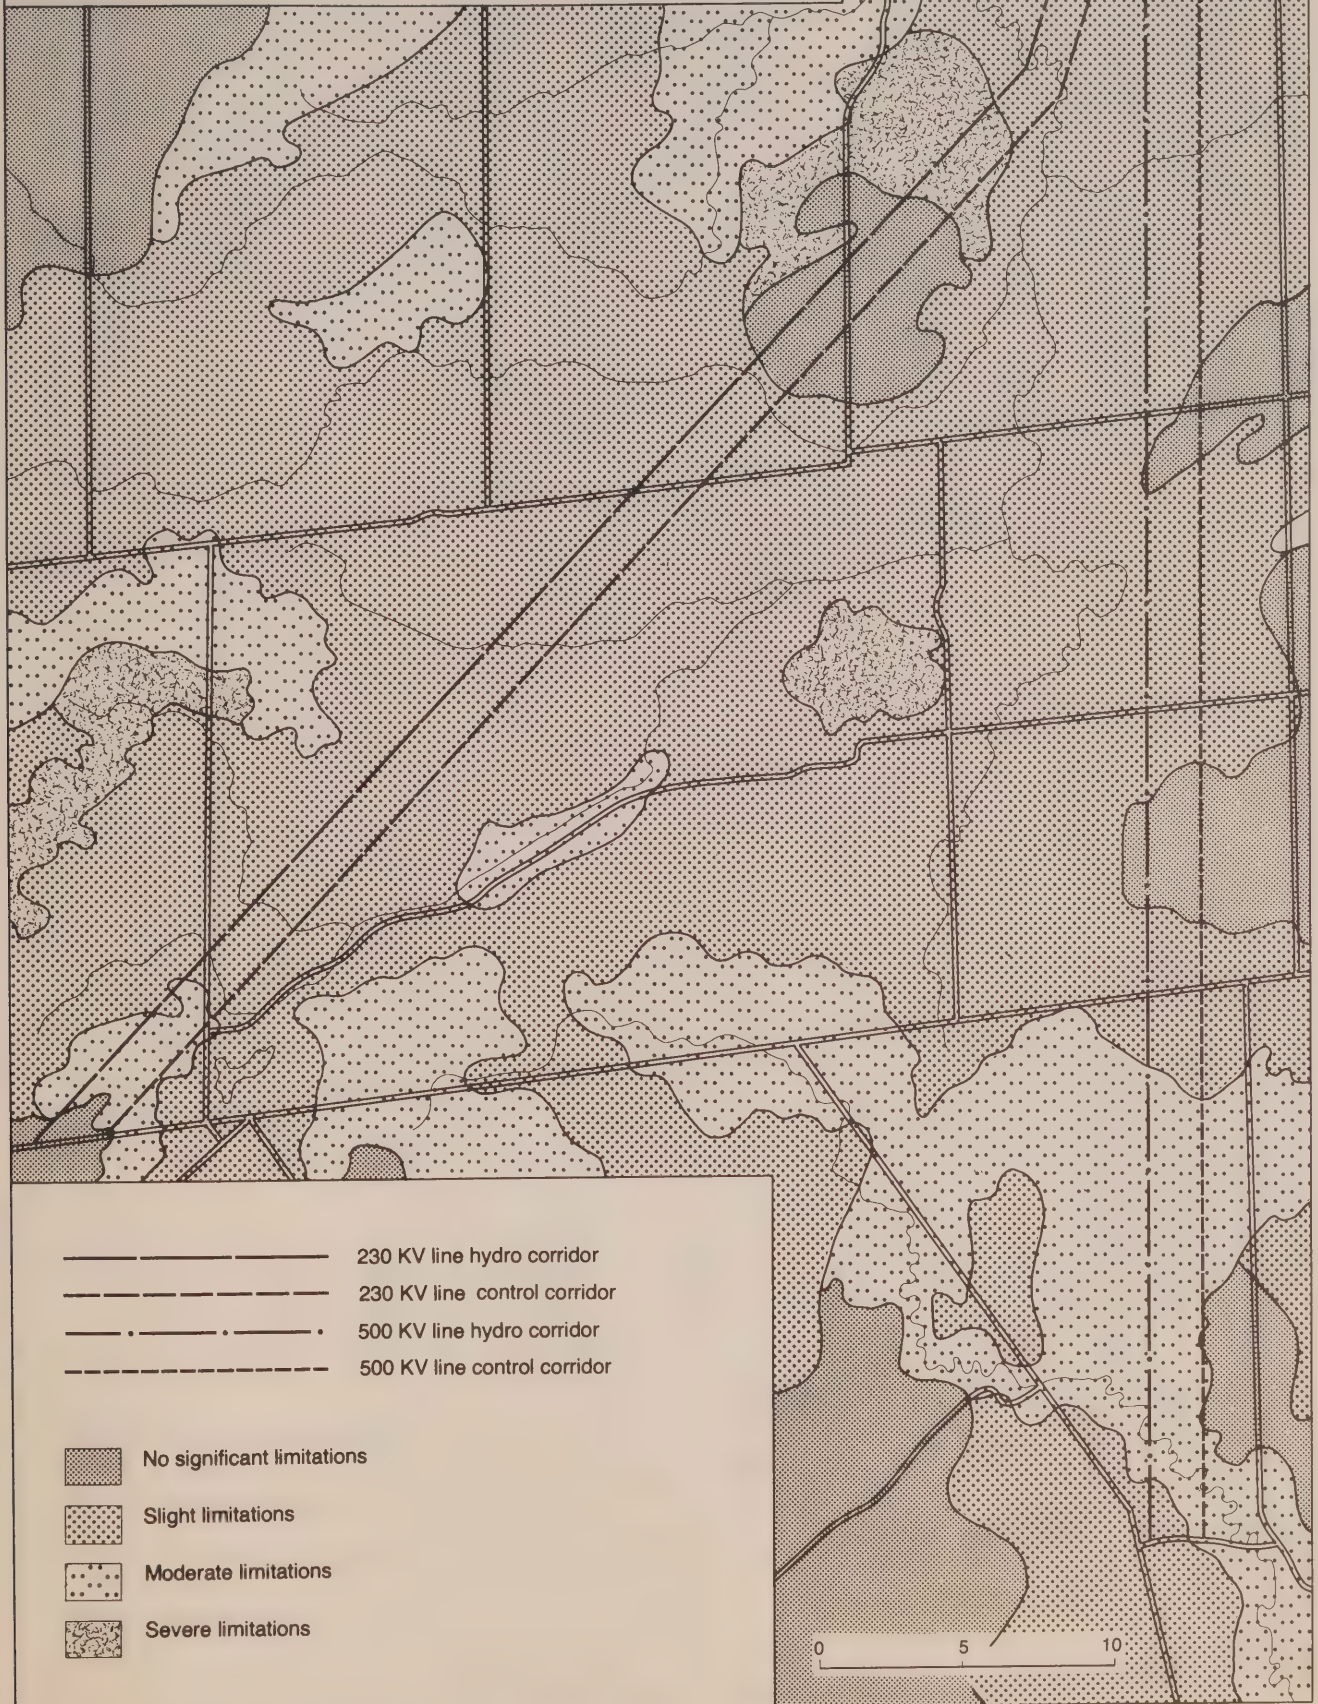 230 KV line hydro corridor
230 KV line control corridor
500 KV line hydro corridor
500 KV line control corridor
No significant limitations
Slight limitations
Moderate limitations
Severe limitations
0 5 10